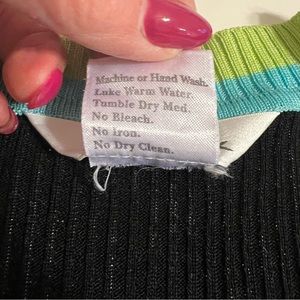 Machine or Hand Wash.
Luke Warm Water.
Tumble Dry Med.
No Bleach.
No Iron.
No Dry Clean.